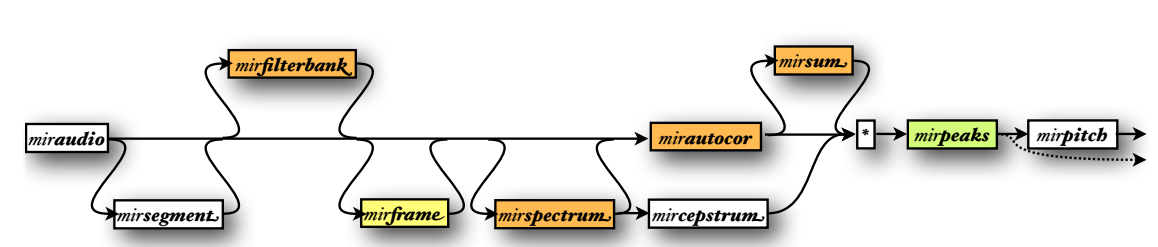 mirfilterbank
mirsum
miraudio
mirautocor
*
mirpeaks
mirpitch
mirsegment
mirframe
mirspectrum
mircepstrum